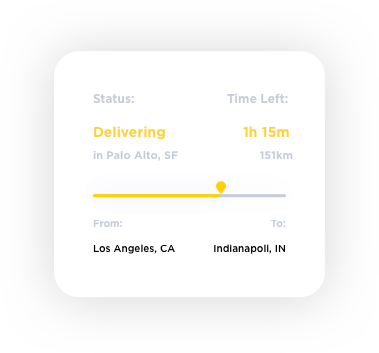 Status: Time Left:
Delivering 1h 15m
in Palo Alto, SF 151km
From: To:
Los Angeles, CA Indianapoli, IN